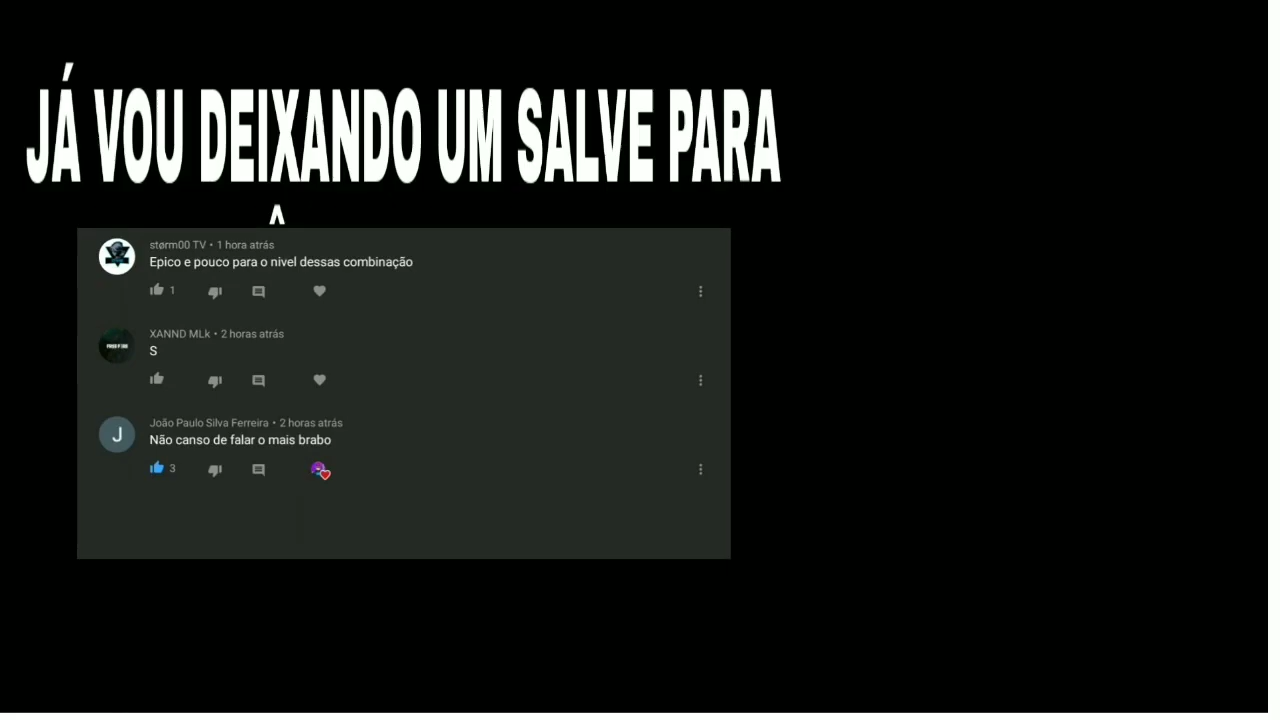 JÁ VOU DEIXANDO UM SALVE PARA
størm00 TV • 1 hora atrás
Epico e pouco para o nivel dessas combinação
1
XANND MLk • 2 horas atrás
S
J
João Paulo Silva Ferreira • 2 horas atrás
Não canso de falar o mais brabo
3